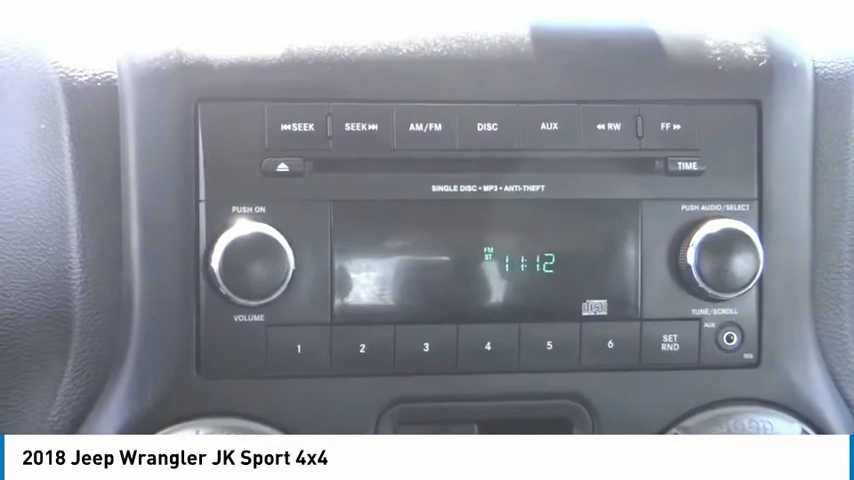 ⏮SEEK SEEK⏭ AM/FM DISC AUX ◀◀ RW FF ▶▶
TIME
SINGLE DISC • MP3 • ANTI-THEFT
PUSH ON
PUSH AUDIO/SELECT
FM
ST
11:12
VOLUME
TUNE/SCROLL
1 2 3 4 5 6 SET RND
AUX
2018 Jeep Wrangler JK Sport 4x4